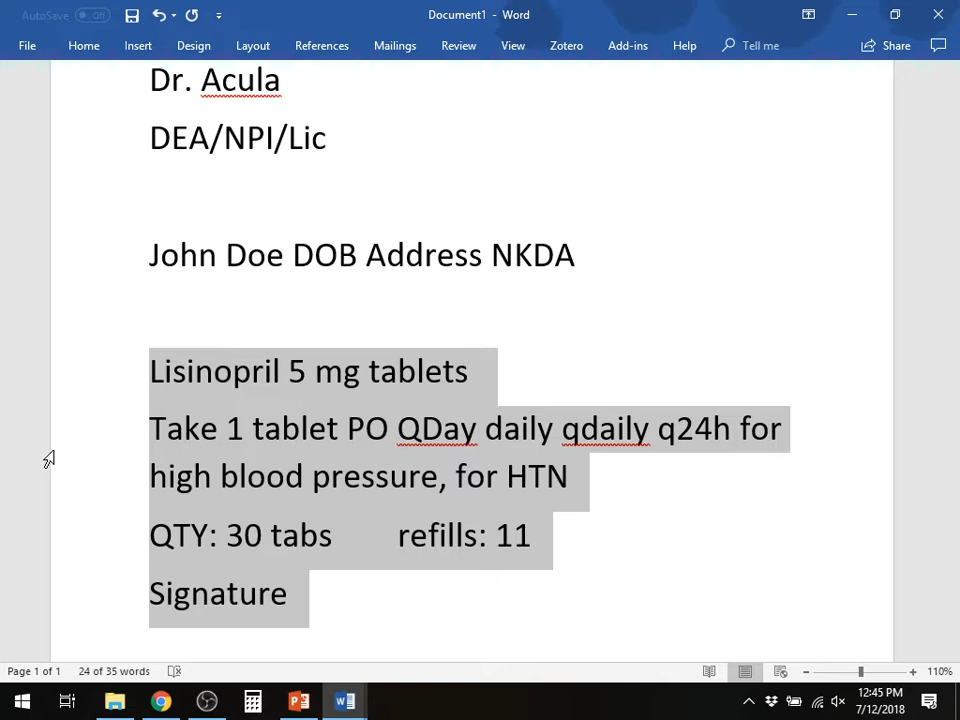 AutoSave Off Document1 - Word
File Home Insert Design Layout References Mailings Review View Zotero Add-ins Help Tell me Share
Dr. Acula
DEA/NPI/Lic
John Doe DOB Address NKDA
Lisinopril 5 mg tablets
Take 1 tablet PO QDay daily qdaily q24h for
high blood pressure, for HTN
QTY: 30 tabs refills: 11
Signature
Page 1 of 1 24 of 35 words 110%
12:45 PM
7/12/2018